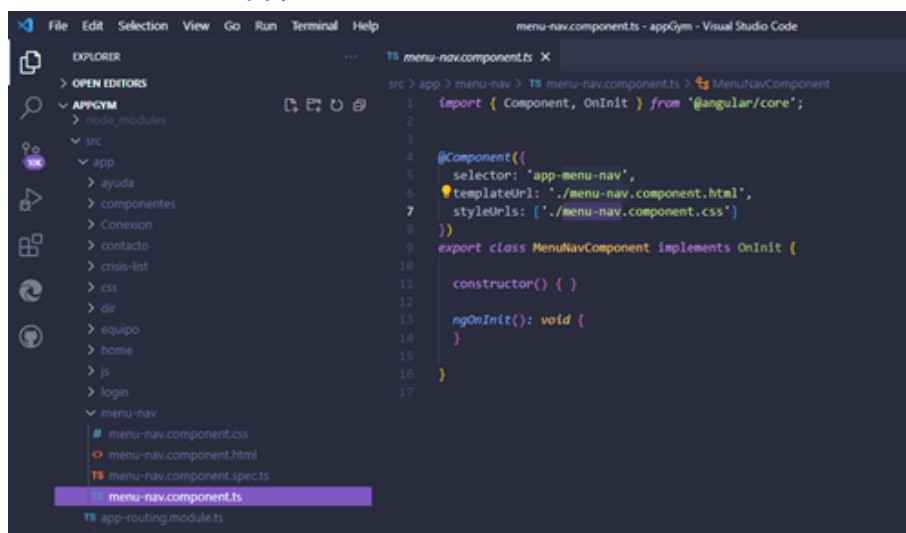 File Edit Selection View Go Run Terminal Help
menu-nav.component.ts - appGym - Visual Studio Code
EXPLORER
OPEN EDITORS
APPGYM
node_modules
src
app
ayuda
componentes
Conexion
contacto
crisis-list
css
dir
equipo
home
js
login
menu-nav
menu-nav.component.css
menu-nav.component.html
TS menu-nav.component.spec.ts
TS menu-nav.component.ts
TS app-routing.module.ts
10K
TS menu-nav.component.ts
src > app > menu-nav > TS menu-nav.component.ts > MenuNavComponent
1 import { Component, OnInit } from '@angular/core';
2
3
4 @Component({
5 selector: 'app-menu-nav',
6 templateUrl: './menu-nav.component.html',
7 styleUrls: ['./menu-nav.component.css']
8 })
9 export class MenuNavComponent implements OnInit {
10
11 constructor() { }
12
13 ngOnInit(): void {
14 }
15
16 }
17